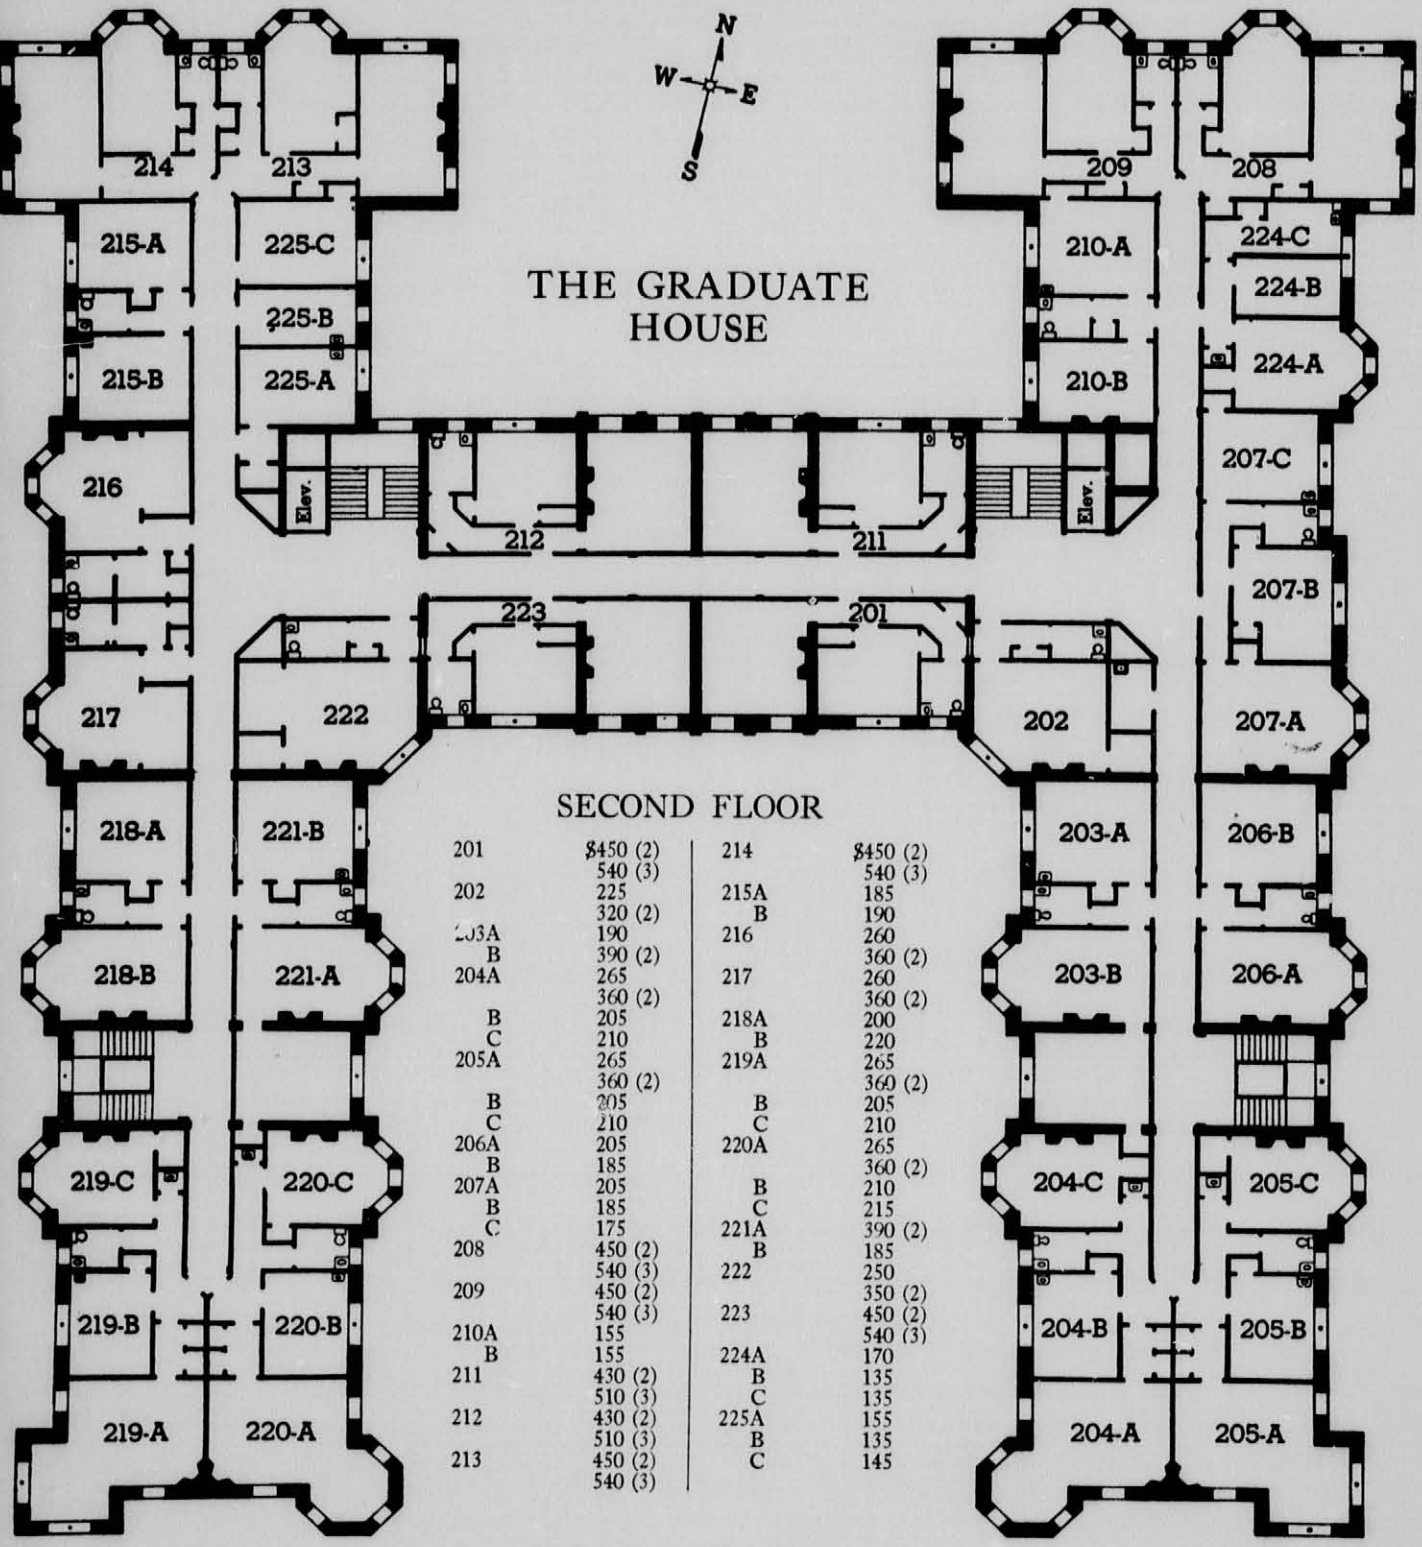 N
W E
S
THE GRADUATE
HOUSE
214 213
209 208
215-A 225-C
210-A 224-C
225-B
224-B
215-B 225-A
210-B 224-A
216
207-C
Elev. Elev.
212 211
207-B
223 201
217 222
202 207-A
218-A 221-B
203-A 206-B
218-B 221-A
203-B 206-A
219-C 220-C
204-C 205-C
219-B 220-B
204-B 205-B
219-A 220-A
204-A 205-A
SECOND FLOOR
201 $450 (2)
540 (3)
202 225
320 (2)
203A 190
B 390 (2)
204A 265
360 (2)
B 205
C 210
205A 265
360 (2)
B 205
C 210
206A 205
B 185
207A 205
B 185
C 175
208 450 (2)
540 (3)
209 450 (2)
540 (3)
210A 155
B 155
211 430 (2)
510 (3)
212 430 (2)
510 (3)
213 450 (2)
540 (3)
214 $450 (2)
540 (3)
215A 185
B 190
216 260
360 (2)
217 260
360 (2)
218A 200
B 220
219A 265
360 (2)
B 205
C 210
220A 265
360 (2)
B 210
C 215
221A 390 (2)
B 185
222 250
350 (2)
223 450 (2)
540 (3)
224A 170
B 135
C 135
225A 155
B 135
C 145